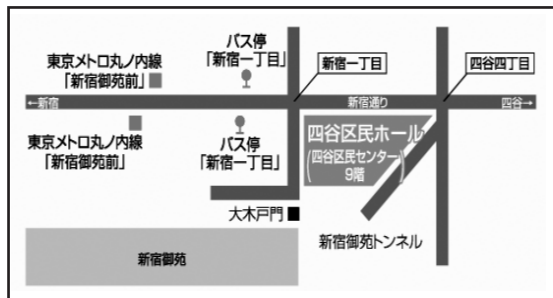 バス停
「新宿一丁目」
東京メトロ丸ノ内線
「新宿御苑前」
新宿一丁目
四谷四丁目
←新宿
新宿通り
四谷→
東京メトロ丸ノ内線
「新宿御苑前」
バス停
「新宿一丁目」
四谷区民ホール
(四谷区民センター)
9階
大木戸門
新宿御苑トンネル
新宿御苑